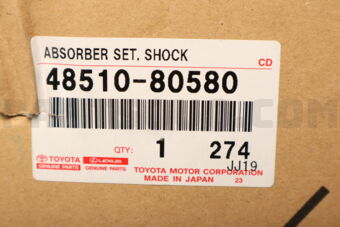 ABSORBER SET, SHOCK
CD
48510-80580
QTY: 1 274
JJ19
TOYOTA LEXUS
GENUINE PARTS GENUINE PARTS
TOYOTA MOTOR CORPORATION
MADE IN JAPAN 23